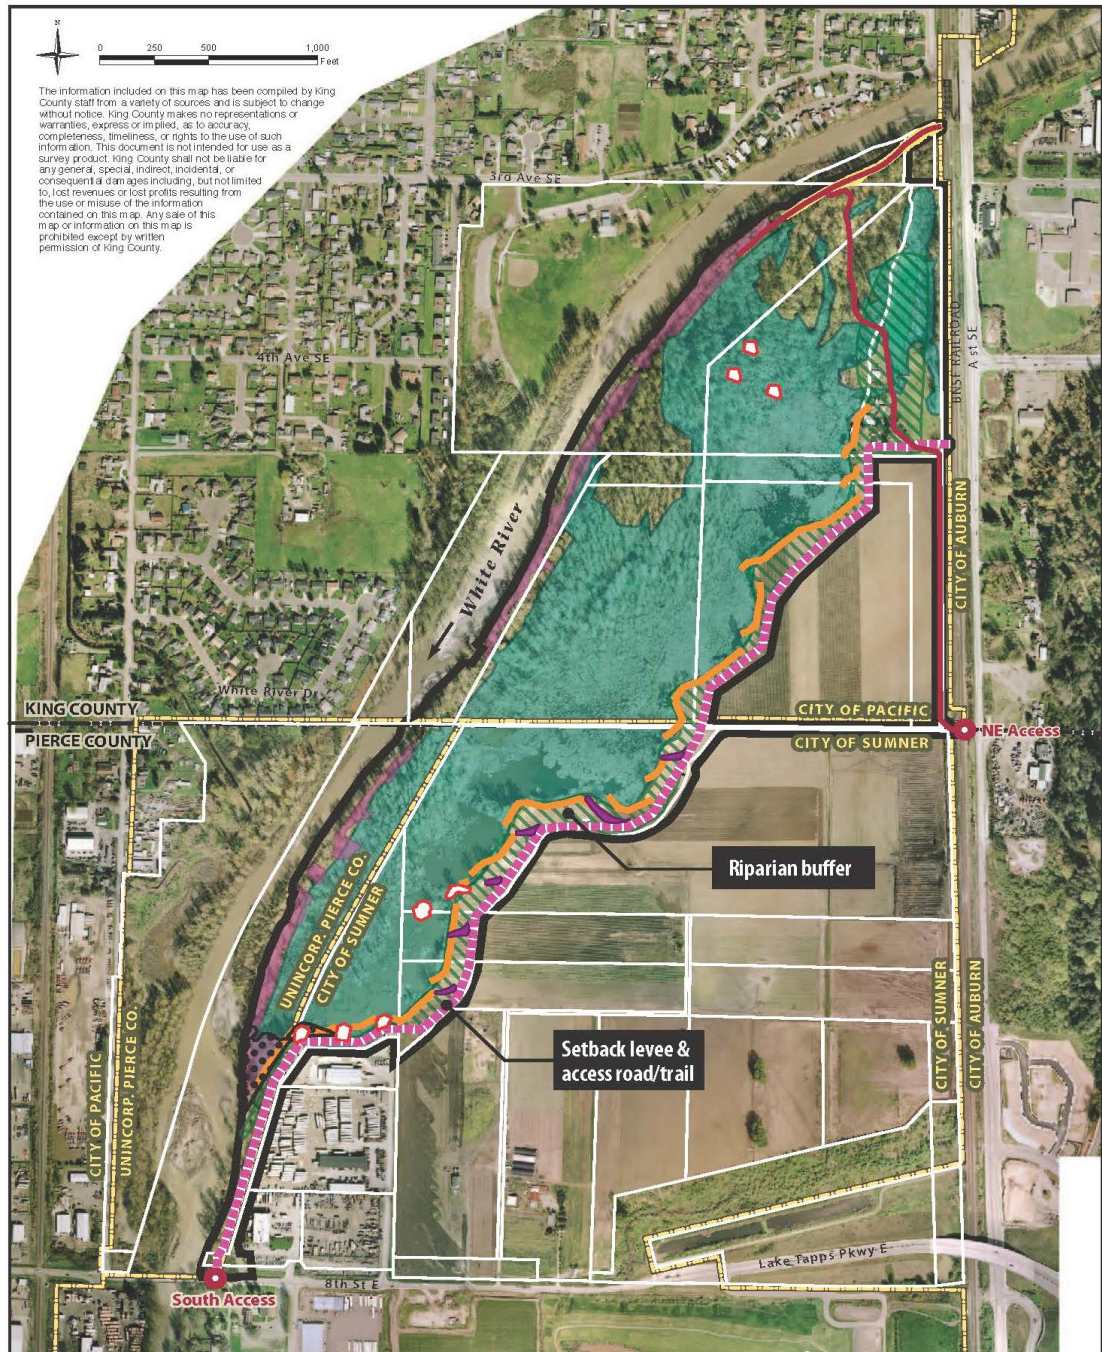 N
0 250 500 1,000
Feet
The information included on this map has been compiled by King
County staff from a variety of sources and is subject to change
without notice. King County makes no representations or
warranties, express or implied, as to accuracy,
completeness, timeliness, or rights to the use of such
information. This document is not intended for use as a
survey product. King County shall not be liable for
any general, special, indirect, incidental, or
consequential damages including, but not limited
to, lost revenues or lost profits resulting from
the use or misuse of the information
contained on this map. Any sale of this
map or information on this map is
prohibited except by written
permission of King County.
3rd Ave SE
4th Ave SE
BNSF RAILROAD
A st SE
CITY OF AUBURN
White River
White River Dr
KING COUNTY
PIERCE COUNTY
CITY OF PACIFIC
CITY OF SUMNER
NE Access
Riparian buffer
UNINCORP. PIERCE CO.
CITY OF SUMNER
Setback levee &
access road/trail
CITY OF PACIFIC
UNINCORP. PIERCE CO.
CITY OF SUMNER
CITY OF AUBURN
Lake Tapps Pkwy E
8th St E
South Access